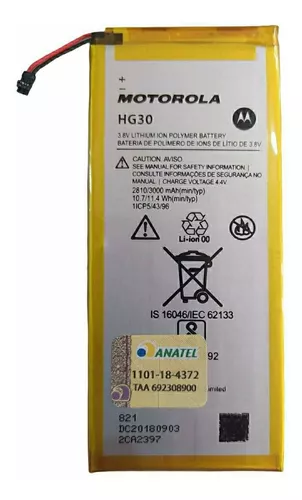 MOTOROLA
HG30
3.8V LITHIUM ION POLYMER BATTERY
BATERIA DE POLÍMERO DE IONS DE LÍTIO DE 3.8V
CAUTION, AVISO.
SEE MANUAL FOR SAFETY INFORMATION |
CONSULTE INFORMAÇÕES DE SEGURANÇA NO
MANUAL | CHARGE VOLTAGE 4.4V
2810/3000 mAh(min/typ)
10.7/11.4 Wh(min/typ)
1ICP5/43/96
Li-ion 00
IS 16046/IEC 62133
92
ANATEL
1101-18-4372
TAA 692308900
Limited
821
DC20180903
2CA2397